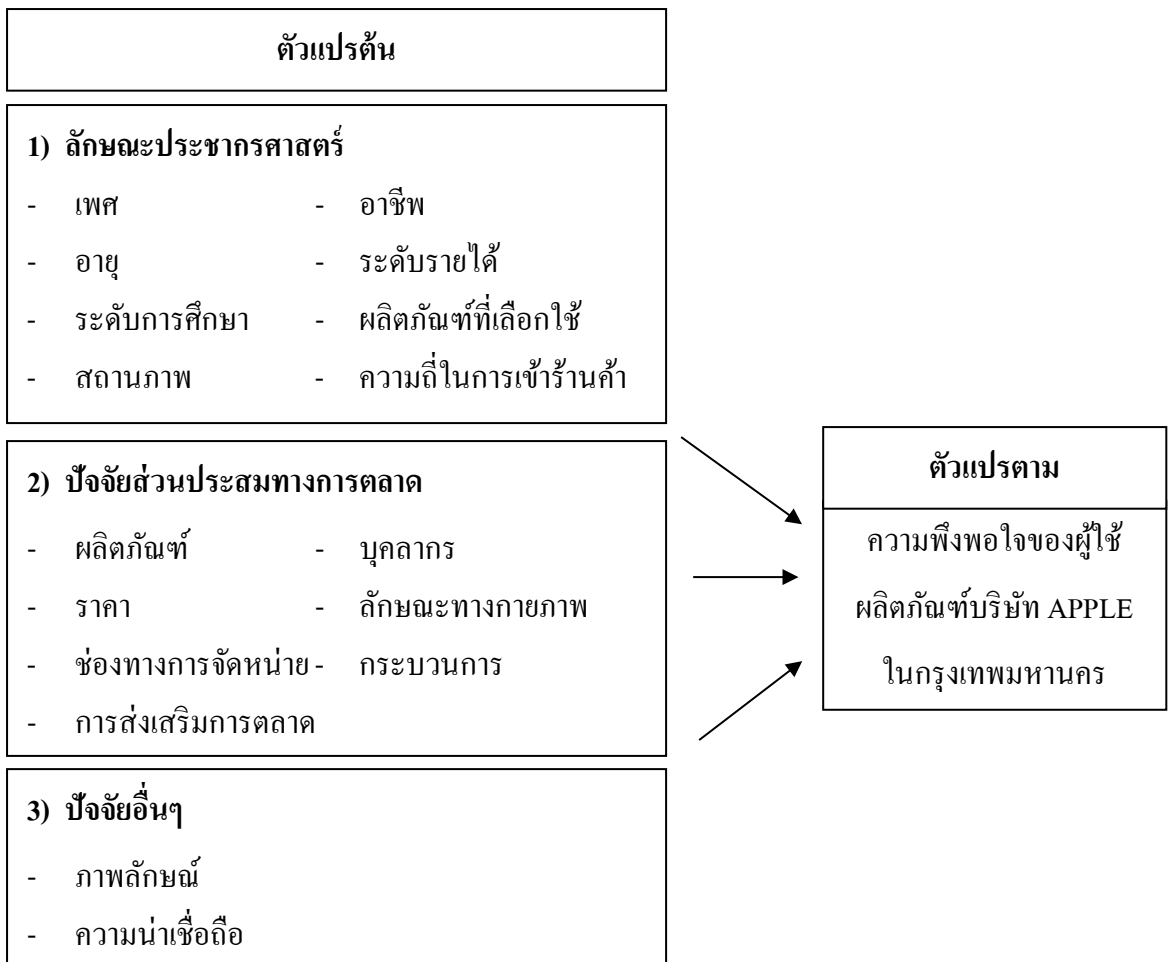 ตัวแปรต้น
1) ลักษณะประชากรศาสตร์
- เพศ - อาชีพ
- อายุ - ระดับรายได้
- ระดับการศึกษา - ผลิตภัณฑ์ที่เลือกใช้
- สถานภาพ - ความถี่ในการเข้าร้านค้า
2) ปัจจัยส่วนประสมทางการตลาด
- ผลิตภัณฑ์ - บุคลากร
- ราคา - ลักษณะทางกายภาพ
- ช่องทางการจัดหน่าย - กระบวนการ
- การส่งเสริมการตลาด
3) ปัจจัยอื่นๆ
- ภาพลักษณ์
- ความน่าเชื่อถือ
ตัวแปรตาม
ความพึงพอใจของผู้ใช้
ผลิตภัณฑ์บริษัท APPLE
ในกรุงเทพมหานคร